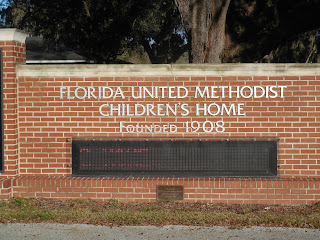 FLORIDA UNITED METHODIST
CHILDREN'S HOME
FOUNDED 1908